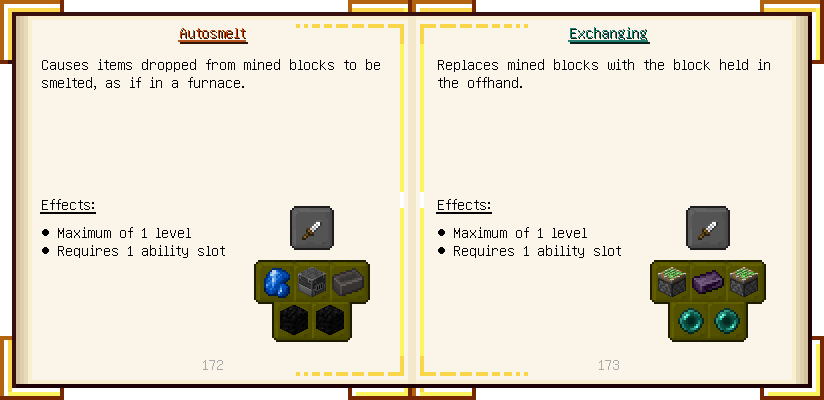 Autosmelt
Causes items dropped from mined blocks to be
smelted, as if in a furnace.
Effects:
● Maximum of 1 level
● Requires 1 ability slot
172
Exchanging
Replaces mined blocks with the block held in
the offhand.
Effects:
● Maximum of 1 level
● Requires 1 ability slot
173